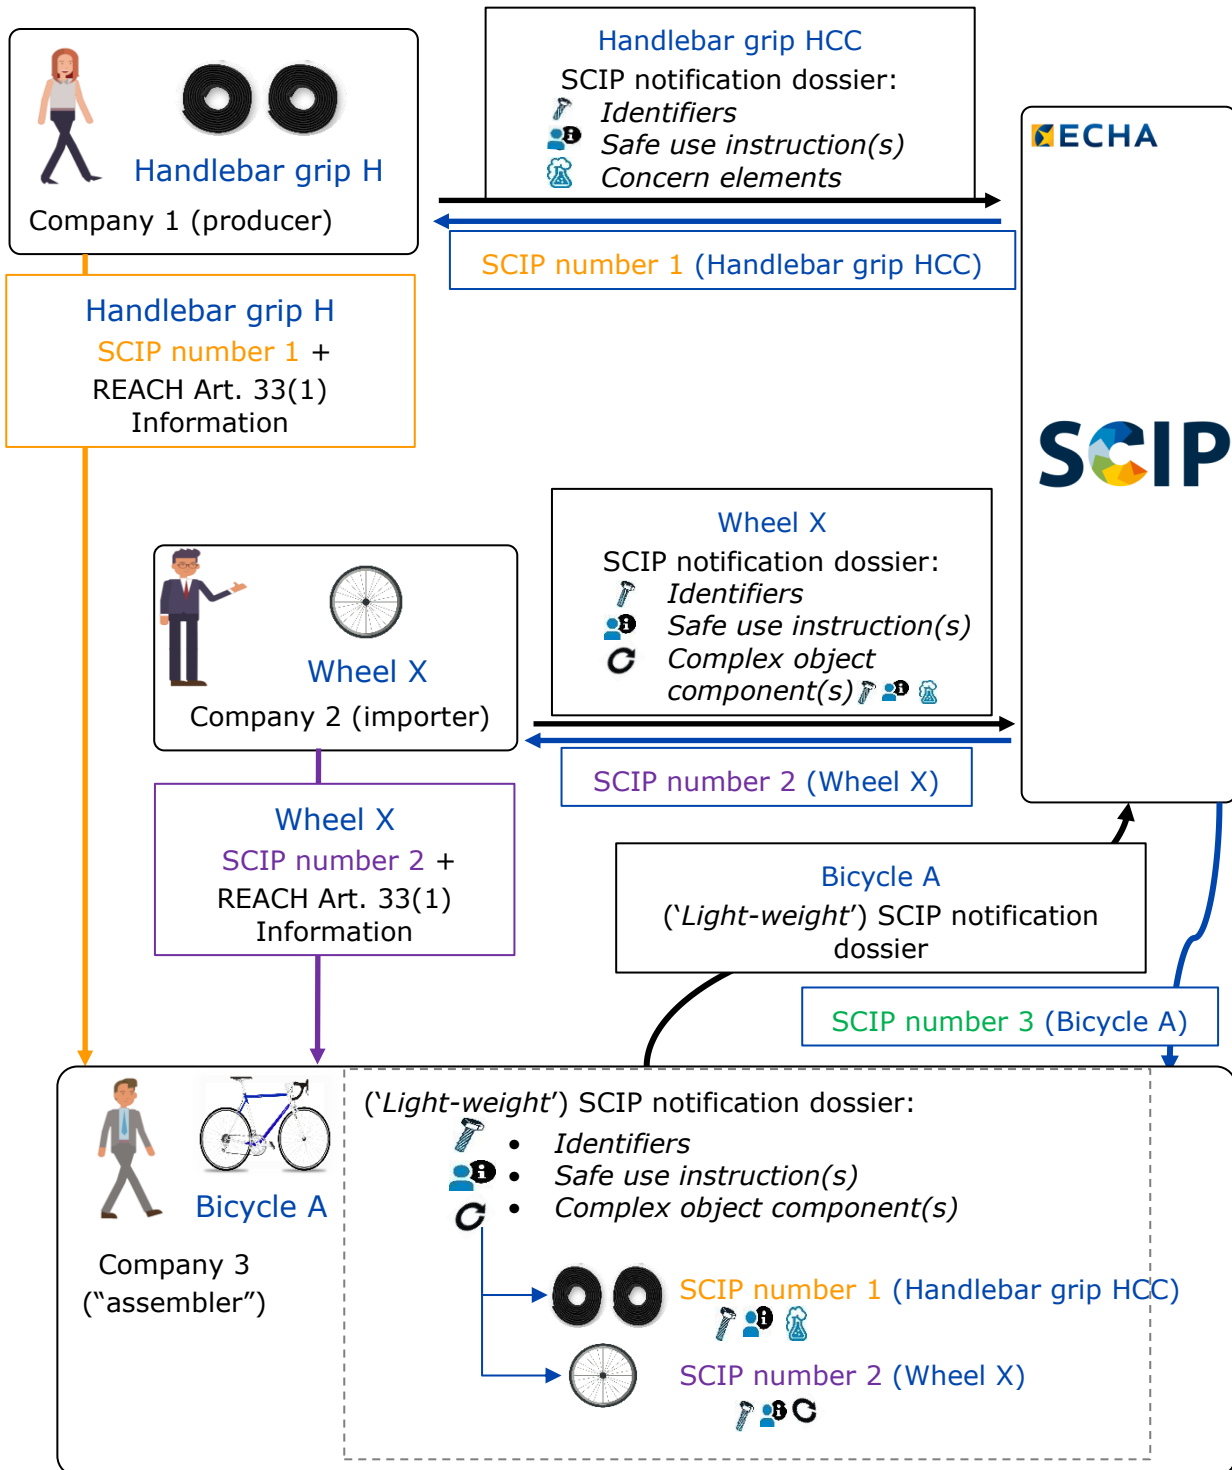 Handlebar grip HCC
SCIP notification dossier:
Identifiers
Safe use instruction(s)
Concern elements
Handlebar grip H
Company 1 (producer)
ECHA
SCIP number 1 (Handlebar grip HCC)
Handlebar grip H
SCIP number 1 +
REACH Art. 33(1)
Information
SCIP
Wheel X
SCIP notification dossier:
Identifiers
Safe use instruction(s)
Complex object
component(s)
Wheel X
Company 2 (importer)
SCIP number 2 (Wheel X)
Wheel X
SCIP number 2 +
REACH Art. 33(1)
Information
Bicycle A
(‘Light-weight’) SCIP notification
dossier
SCIP number 3 (Bicycle A)
Bicycle A
Company 3
(“assembler”)
(‘Light-weight’) SCIP notification dossier:
• Identifiers
• Safe use instruction(s)
• Complex object component(s)
SCIP number 1 (Handlebar grip HCC)
SCIP number 2 (Wheel X)